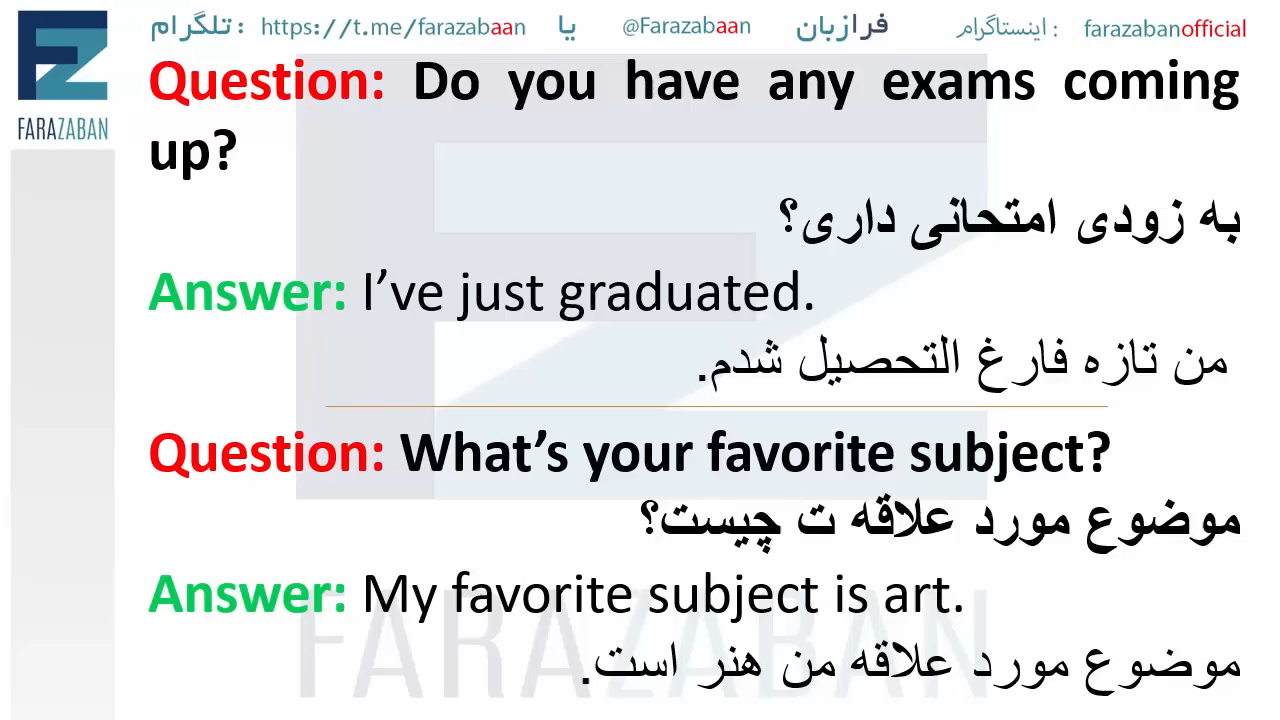 تلگرام : https://t.me/farazabaan یا @Farazabaan فرازبان اینستاگرام : farazabanofficial
FZ
FARAZABAN
Question: Do you have any exams coming
up?
به زودی امتحانی داری؟
Answer: I’ve just graduated.
من تازه فارغ التحصیل شدم.
Question: What’s your favorite subject?
موضوع مورد علاقه ت چیست؟
Answer: My favorite subject is art.
موضوع مورد علاقه من هنر است.
FARAZABAN